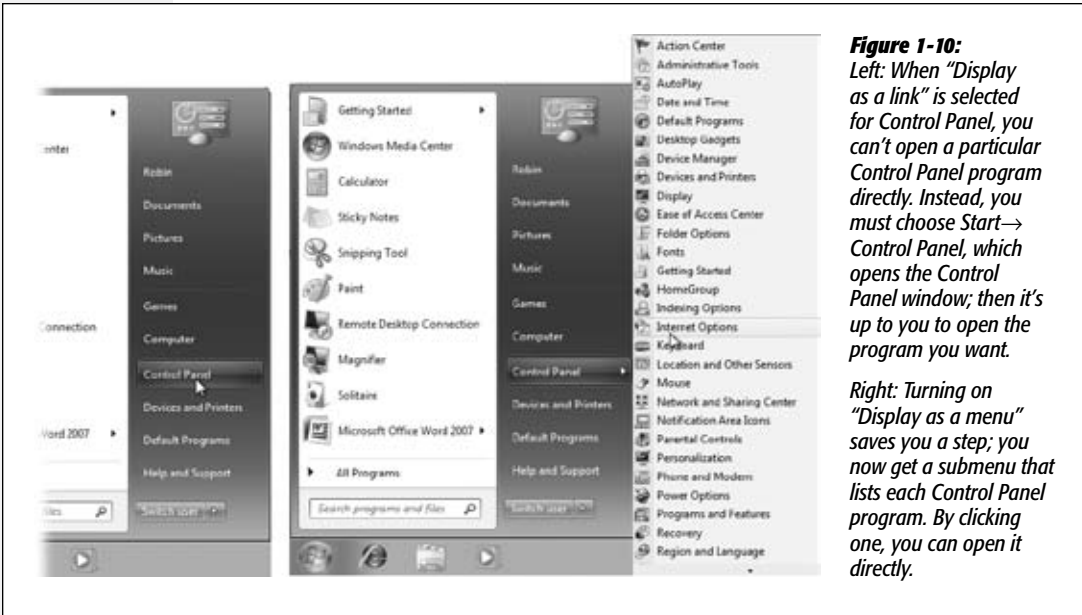 enter
Connection
Word 2007
files
Robin
Documents
Pictures
Music
Games
Computer
Control Panel
Devices and Printers
Default Programs
Help and Support
Switch user
Getting Started
Windows Media Center
Calculator
Sticky Notes
Snipping Tool
Paint
Remote Desktop Connection
Magnifier
Solitaire
Microsoft Office Word 2007
All Programs
Search programs and files
Robin
Documents
Pictures
Music
Games
Computer
Control Panel
Devices and Printers
Default Programs
Help and Support
Switch user
Action Center
Administrative Tools
AutoPlay
Date and Time
Default Programs
Desktop Gadgets
Device Manager
Devices and Printers
Display
Ease of Access Center
Folder Options
Fonts
Getting Started
HomeGroup
Indexing Options
Internet Options
Keyboard
Location and Other Sensors
Mouse
Network and Sharing Center
Notification Area Icons
Parental Controls
Personalization
Phone and Modem
Power Options
Programs and Features
Recovery
Region and Language
Figure 1-10:
Left: When “Display
as a link” is selected
for Control Panel, you
can’t open a particular
Control Panel program
directly. Instead, you
must choose Start→
Control Panel, which
opens the Control
Panel window; then it’s
up to you to open the
program you want.
Right: Turning on
“Display as a menu”
saves you a step; you
now get a submenu that
lists each Control Panel
program. By clicking
one, you can open it
directly.